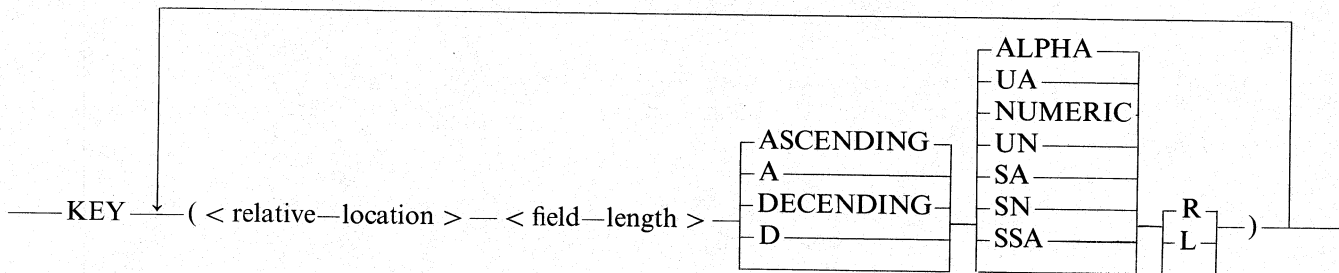 KEY ( < relative—location > — < field—length >
ASCENDING
A
DECENDING
D
ALPHA
UA
NUMERIC
UN
SA
SN
SSA
R
L
)